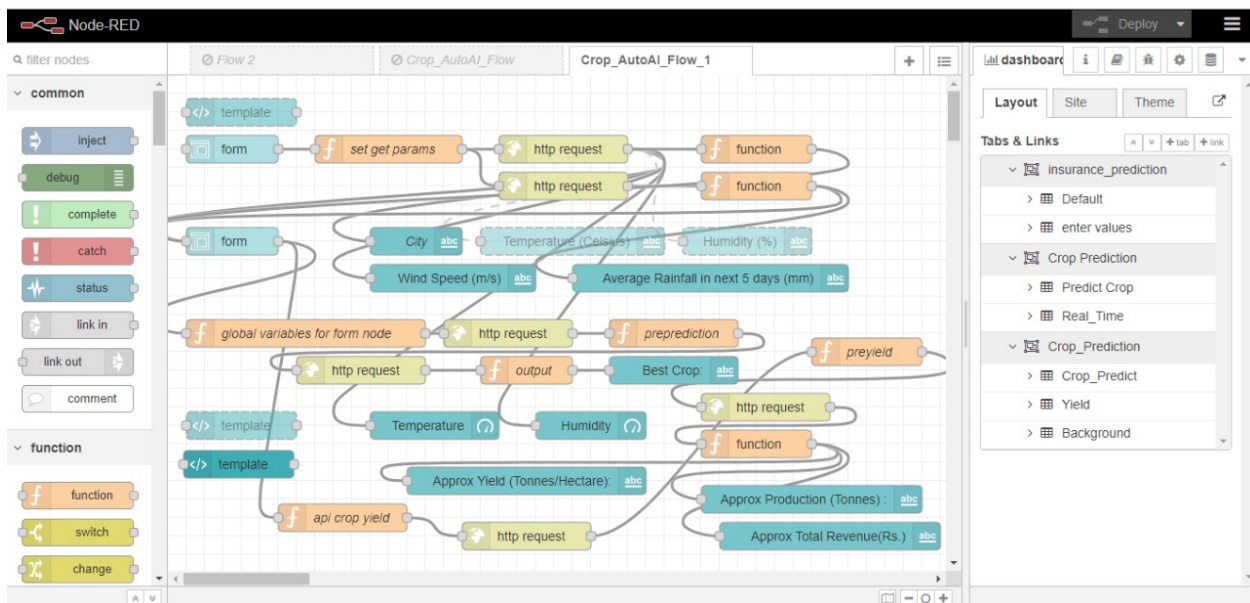 Node-RED
Deploy
filter nodes
Flow 2
Crop_AutoAI_Flow
Crop_AutoAI_Flow_1
dashboard
common
inject
debug
complete
catch
status
link in
link out
comment
function
function
switch
change
template
form
set get params
http request
function
http request
function
form
City abc
Temperature (Celsius) abc
Humidity (%) abc
Wind Speed (m/s) abc
Average Rainfall in next 5 days (mm) abc
global variables for form node
http request
preprediction
preyield
http request
output
Best Crop: abc
http request
template
Temperature
Humidity
function
template
Approx Yield (Tonnes/Hectare): abc
Approx Production (Tonnes) : abc
api crop yield
http request
Approx Total Revenue(Rs.) abc
Layout
Site
Theme
Tabs & Links
tab
link
insurance_prediction
Default
enter values
Crop Prediction
Predict Crop
Real_Time
Crop_Prediction
Crop_Predict
Yield
Background